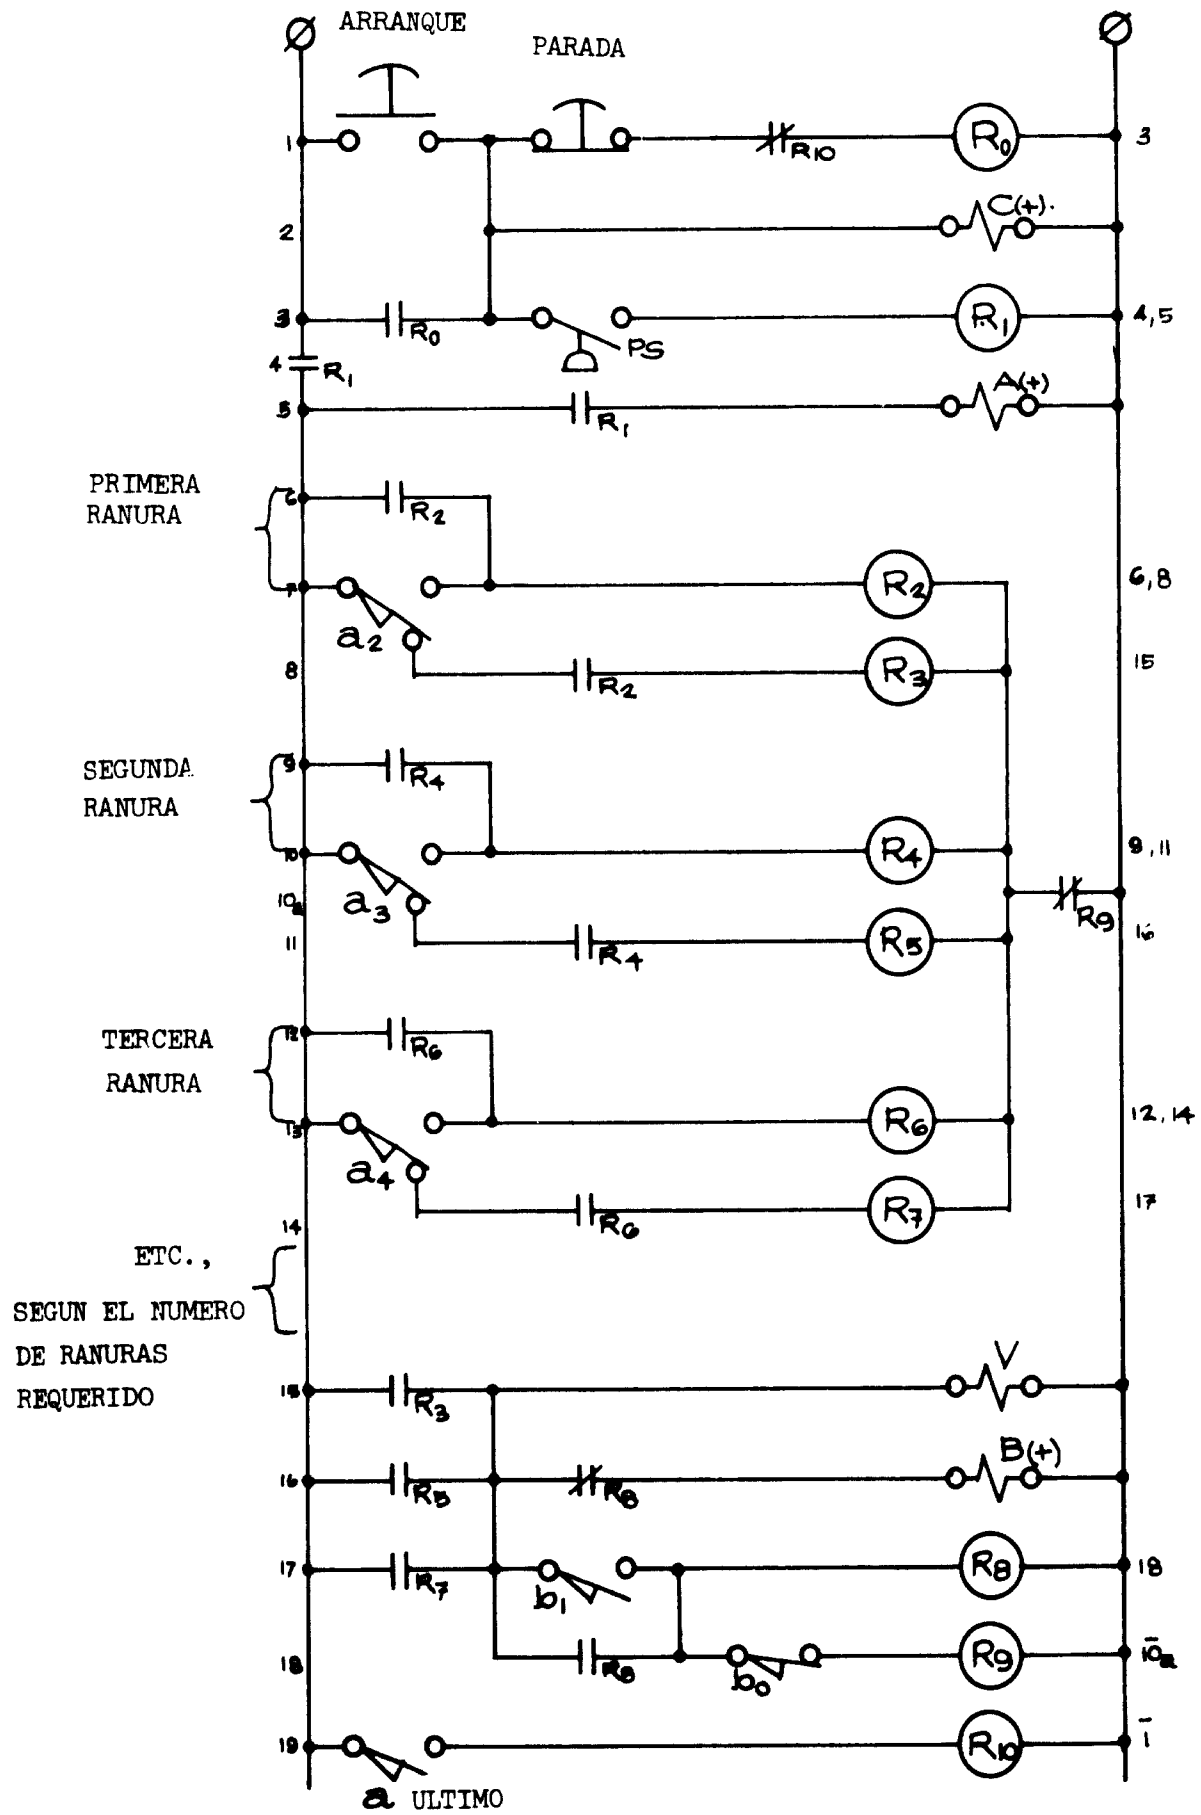 ARRANQUE
PARADA
1
R10
R0
3
2
C(+).
3
R0
PS
R1
4,5
4
R1
5
R1
A(+)
PRIMERA
RANURA
6
R2
7
a2
R2
6,8
8
R2
R3
15
SEGUNDA
RANURA
9
R4
10
a3
R4
9,11
10a
R9
11
R4
R5
16
TERCERA
RANURA
12
R6
13
a4
R6
12,14
R6
R7
17
14
ETC.,
SEGUN EL NUMERO
DE RANURAS
REQUERIDO
15
R3
V
16
R5
R8
B(+)
17
R7
b1
R8
18
18
R8
b0
R9
10a
19
R10
1
a ULTIMO